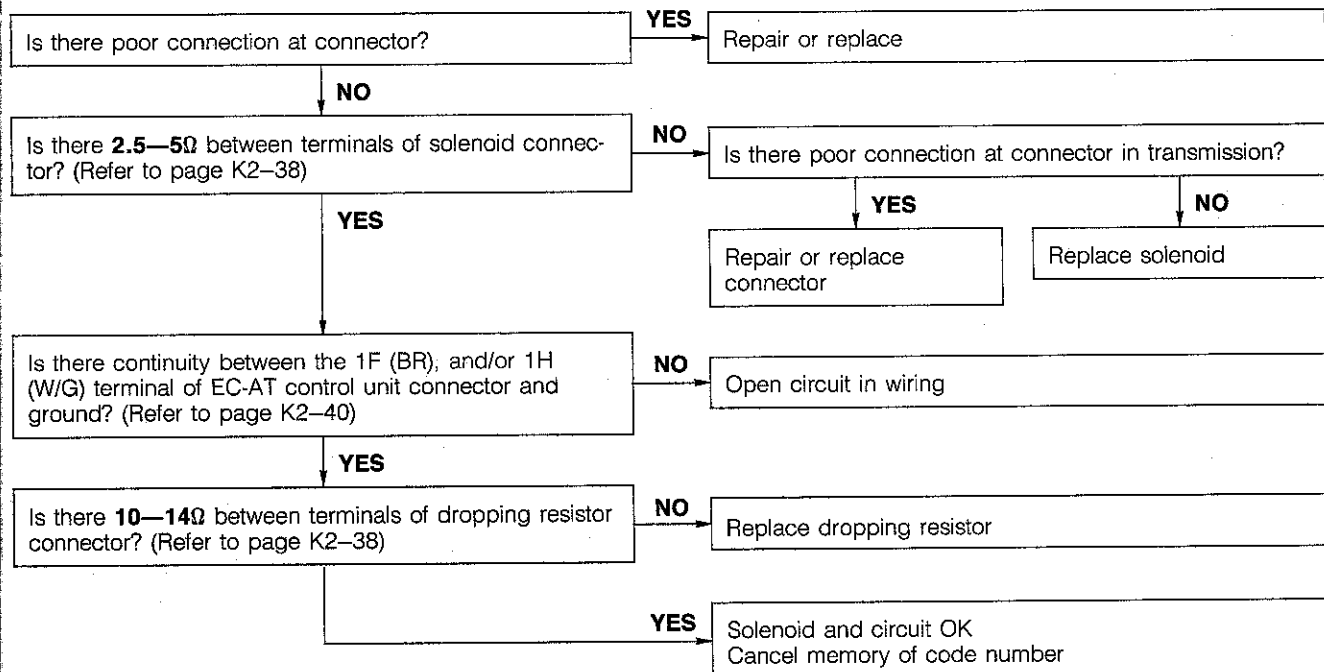 Is there poor connection at connector?
YES
Repair or replace
NO
Is there 2.5—5Ω between terminals of solenoid connec-
tor? (Refer to page K2–38)
NO
Is there poor connection at connector in transmission?
YES
YES
NO
Repair or replace
connector
Replace solenoid
Is there continuity between the 1F (BR), and/or 1H
(W/G) terminal of EC-AT control unit connector and
ground? (Refer to page K2–40)
NO
Open circuit in wiring
YES
Is there 10—14Ω between terminals of dropping resistor
connector? (Refer to page K2–38)
NO
Replace dropping resistor
YES
Solenoid and circuit OK
Cancel memory of code number